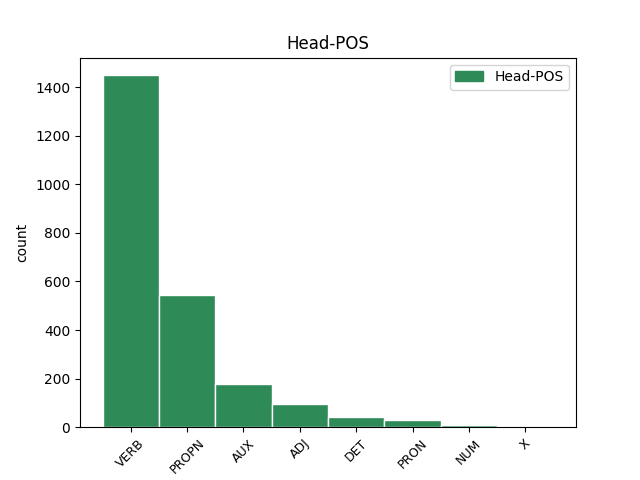 Head-POS
Head-POS
1400
1200
1000
800
600
400
200
0
count
VERB
PROPN
AUX
ADJ
DET
PRON
NUM
X